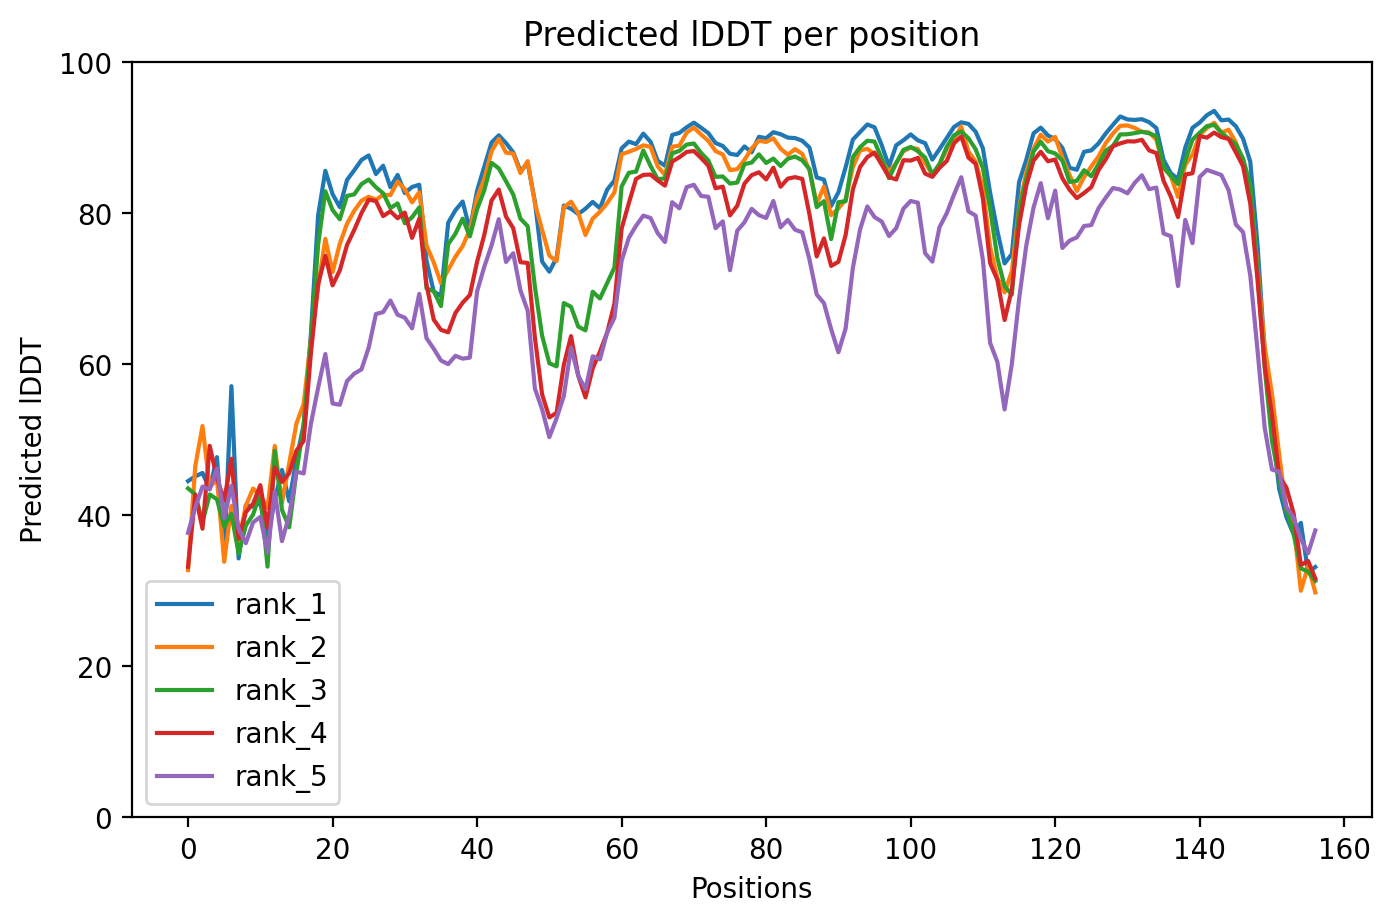 Predicted lDDT per position
100
80
60
40
20
0
Predicted lDDT
rank_1
rank_2
rank_3
rank_4
rank_5
0 20 40 60 80 100 120 140 160
Positions